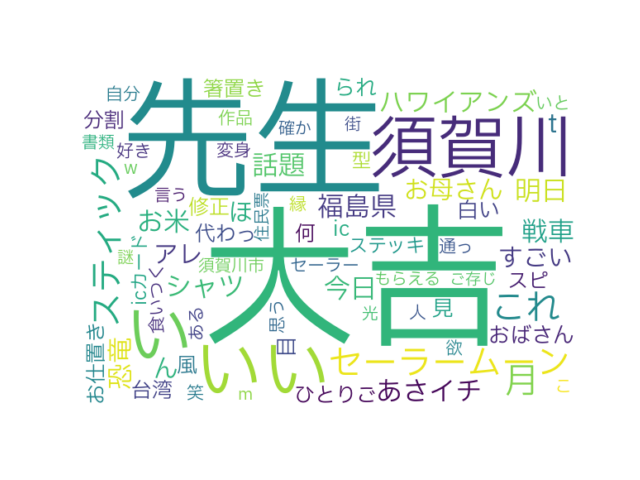 自分
箸置き
られ
ハワイアンズ
いと
分割
作品
確か
街
t
書類
好き
変身
話題
型
先生
須賀川
w
言う
修正
縁
住民票
福島県
お母さん
明日
白い
スティック
お米
ほ
代わっ
何
ic
ステッキ
通っ
戦車
すごい
謎
icカード
アレ
須賀川市
セーラー
大吉
もらえる
ご存じ
スピ
シャツ
食いつく
ある
思う
今日
光
人
見
これ
い
おばさん
お仕置き
恐竜
ん
風
目
いい
セーラームーン
欲
台湾
笑
m
ひとりご
あさイチ
月
こ